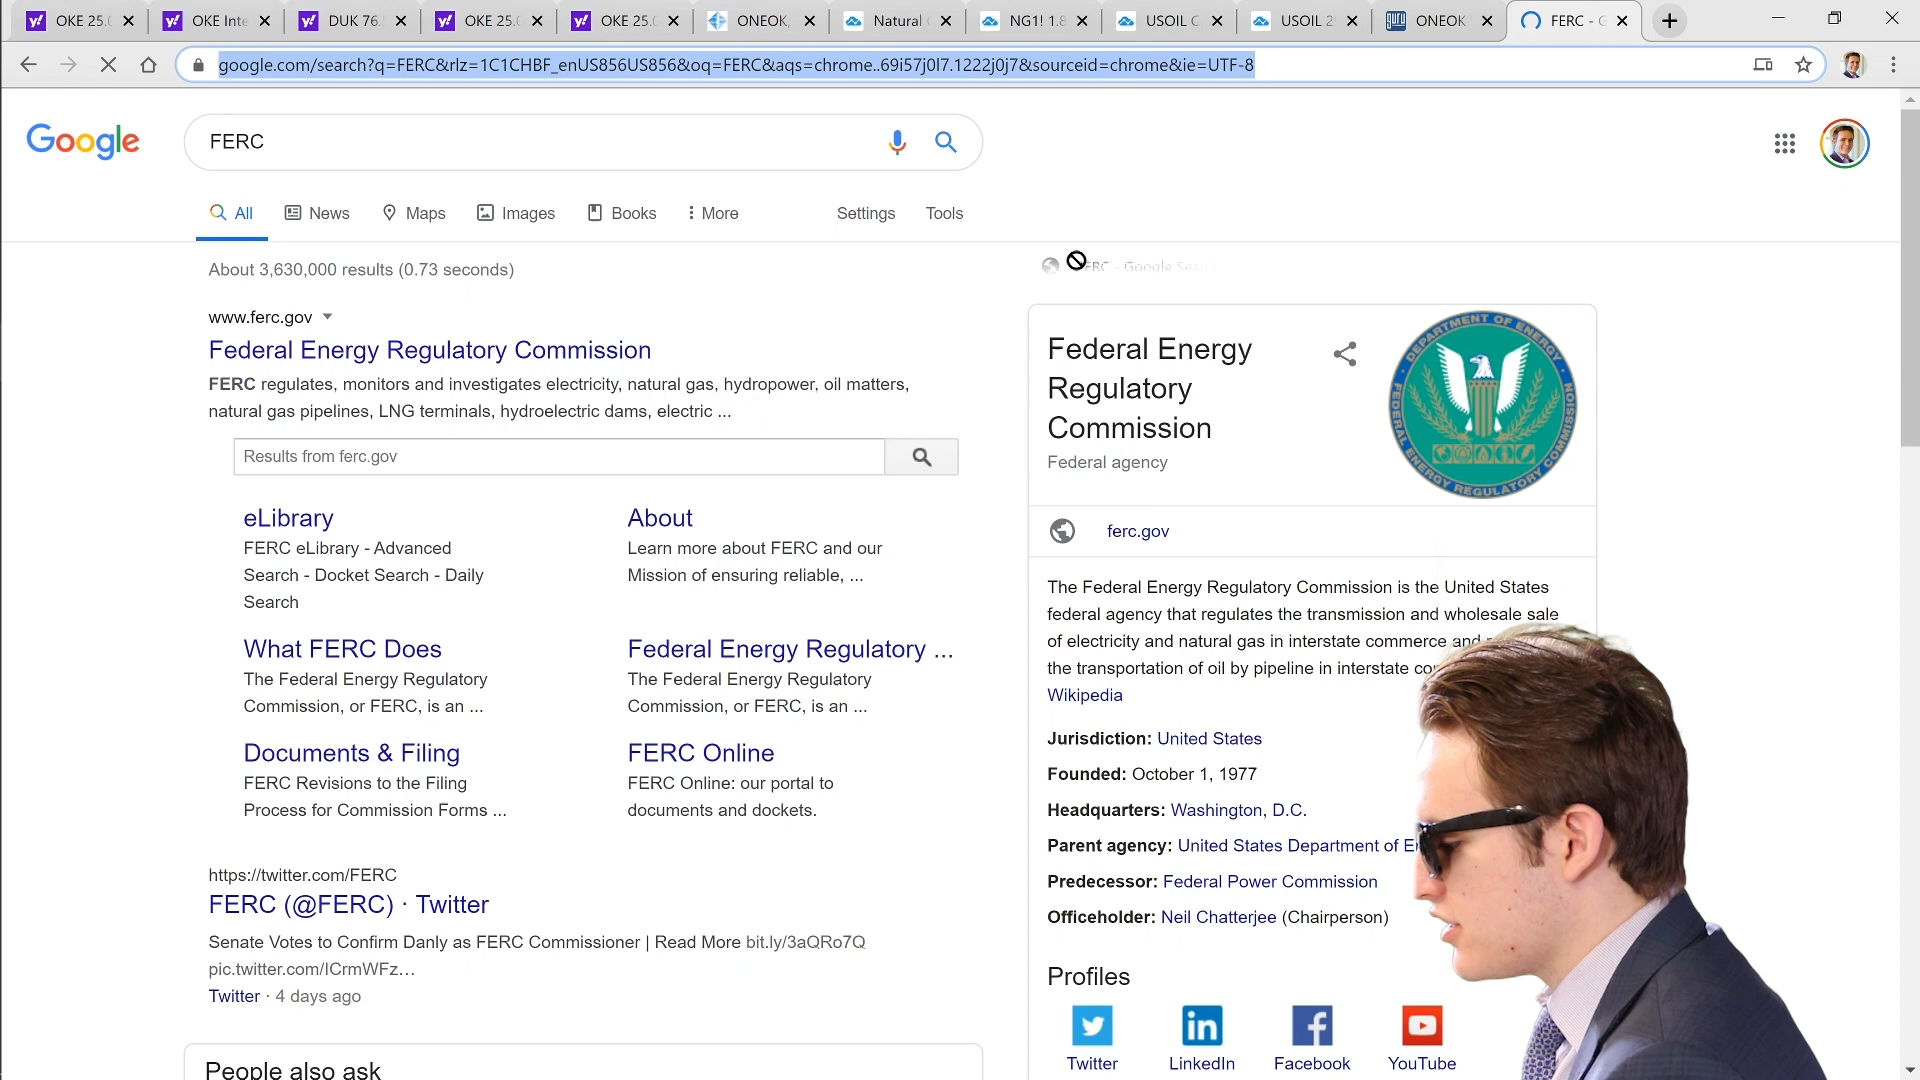 OKE 25.
OKE Inte
DUK 76.
OKE 25.
OKE 25.
ONEOK,
Natural
NG1! 1.8
USOIL C
USOIL 2
ONEOK
FERC - G
google.com/search?q=FERC&rlz=1C1CHBF_enUS856US856&oq=FERC&aqs=chrome..69i57j0l7.1222j0j7&sourceid=chrome&ie=UTF-8
Google
FERC
All
News
Maps
Images
Books
More
Settings
Tools
About 3,630,000 results (0.73 seconds)
www.ferc.gov
Federal Energy Regulatory Commission
FERC regulates, monitors and investigates electricity, natural gas, hydropower, oil matters,
natural gas pipelines, LNG terminals, hydroelectric dams, electric ...
Results from ferc.gov
eLibrary
FERC eLibrary - Advanced
Search - Docket Search - Daily
Search
About
Learn more about FERC and our
Mission of ensuring reliable, ...
What FERC Does
The Federal Energy Regulatory
Commission, or FERC, is an ...
Federal Energy Regulatory ...
The Federal Energy Regulatory
Commission, or FERC, is an ...
Documents & Filing
FERC Revisions to the Filing
Process for Commission Forms ...
FERC Online
FERC Online: our portal to
documents and dockets.
https://twitter.com/FERC
FERC (@FERC) · Twitter
Senate Votes to Confirm Danly as FERC Commissioner | Read More bit.ly/3aQRo7Q
pic.twitter.com/ICrmWFz…
Twitter · 4 days ago
People also ask
FERC - Google Sear
Federal Energy
Regulatory
Commission
Federal agency
DEPARTMENT OF ENERGY
FEDERAL ENERGY REGULATORY COMMISSION
ferc.gov
The Federal Energy Regulatory Commission is the United States
federal agency that regulates the transmission and wholesale sale
of electricity and natural gas in interstate commerce and
the transportation of oil by pipeline in interstate co
Wikipedia
Jurisdiction: United States
Founded: October 1, 1977
Headquarters: Washington, D.C.
Parent agency: United States Department of E
Predecessor: Federal Power Commission
Officeholder: Neil Chatterjee (Chairperson)
Profiles
Twitter
LinkedIn
Facebook
YouTube